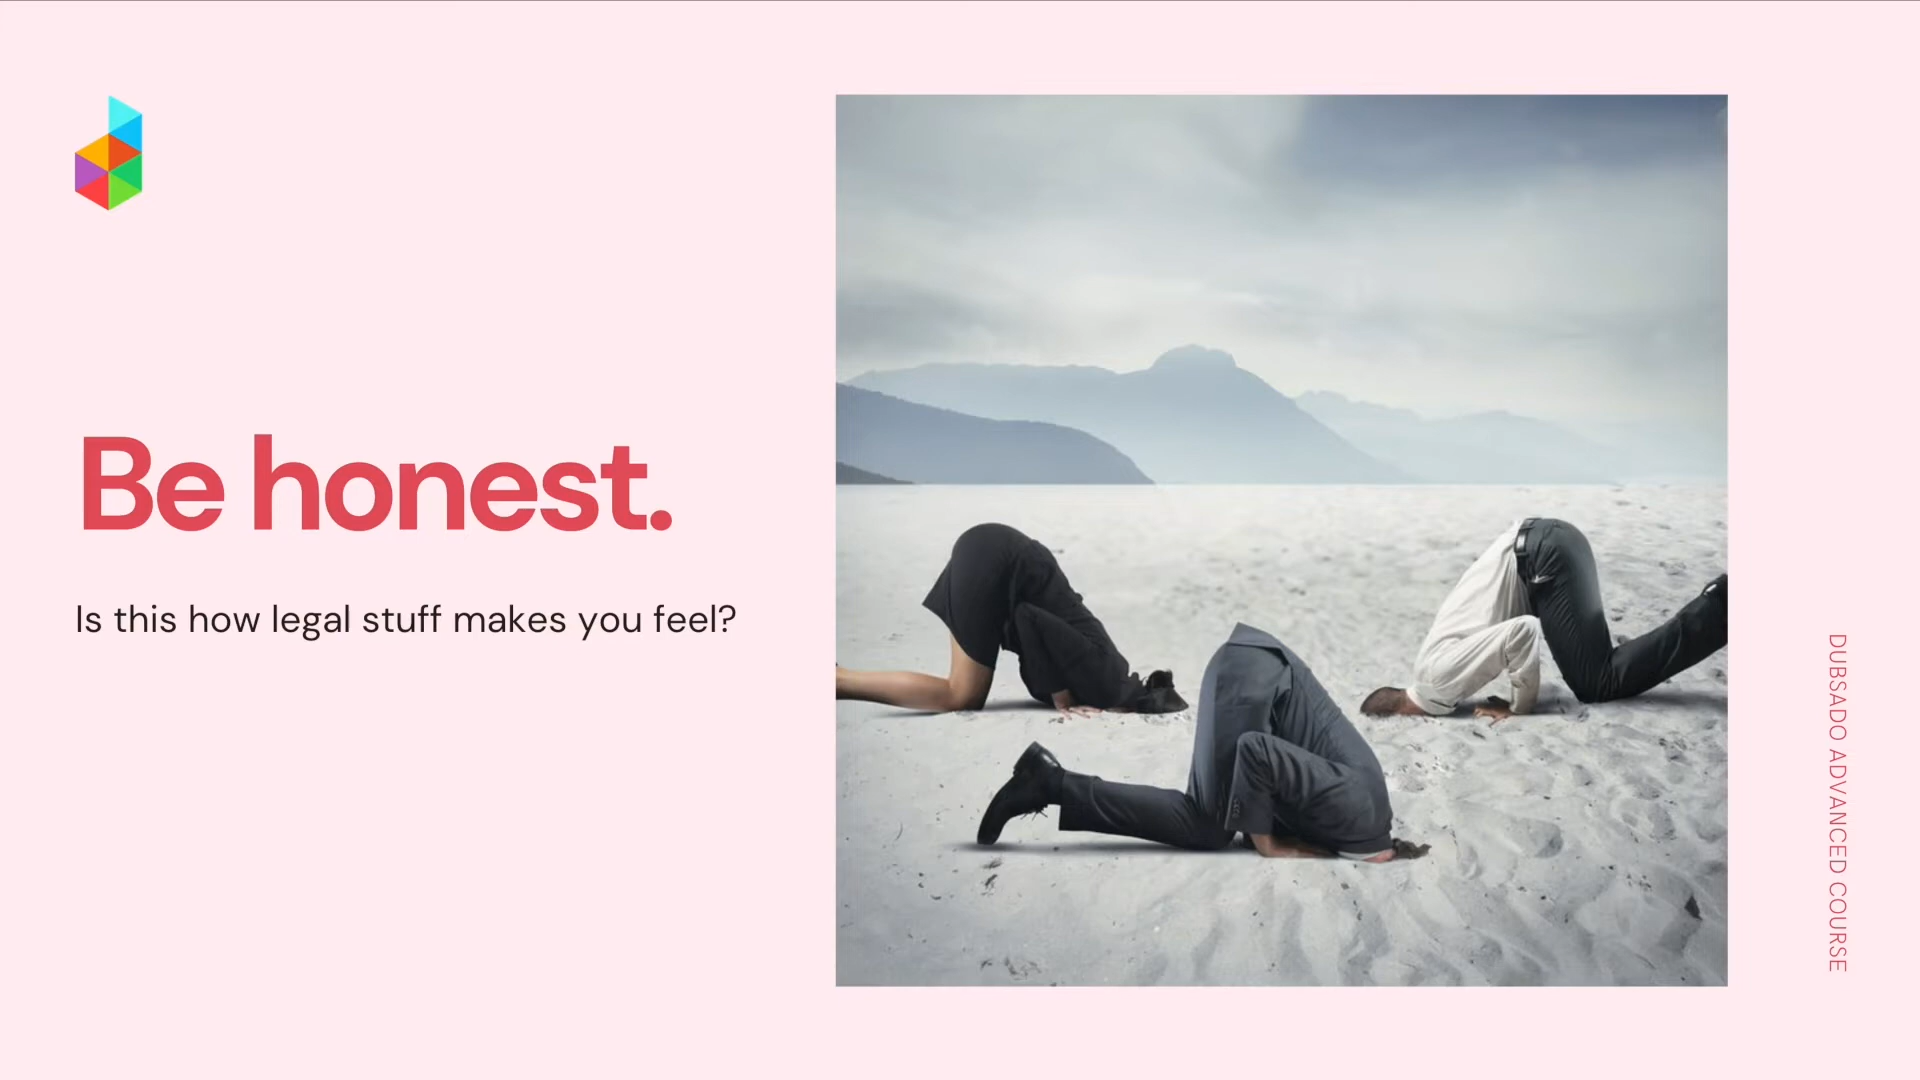 Be honest.
Is this how legal stuff makes you feel?
DUBSADO ADVANCED COURSE